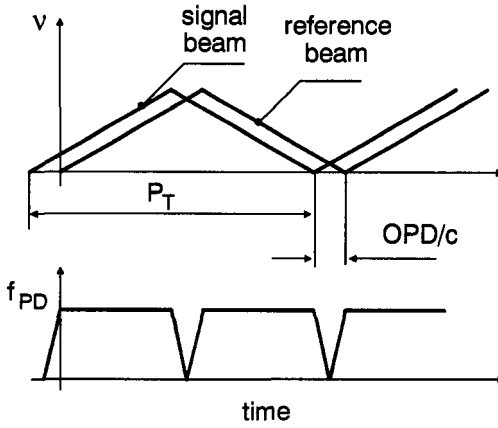 ν
signal
beam
reference
beam
P_T
OPD/c
f_PD
time